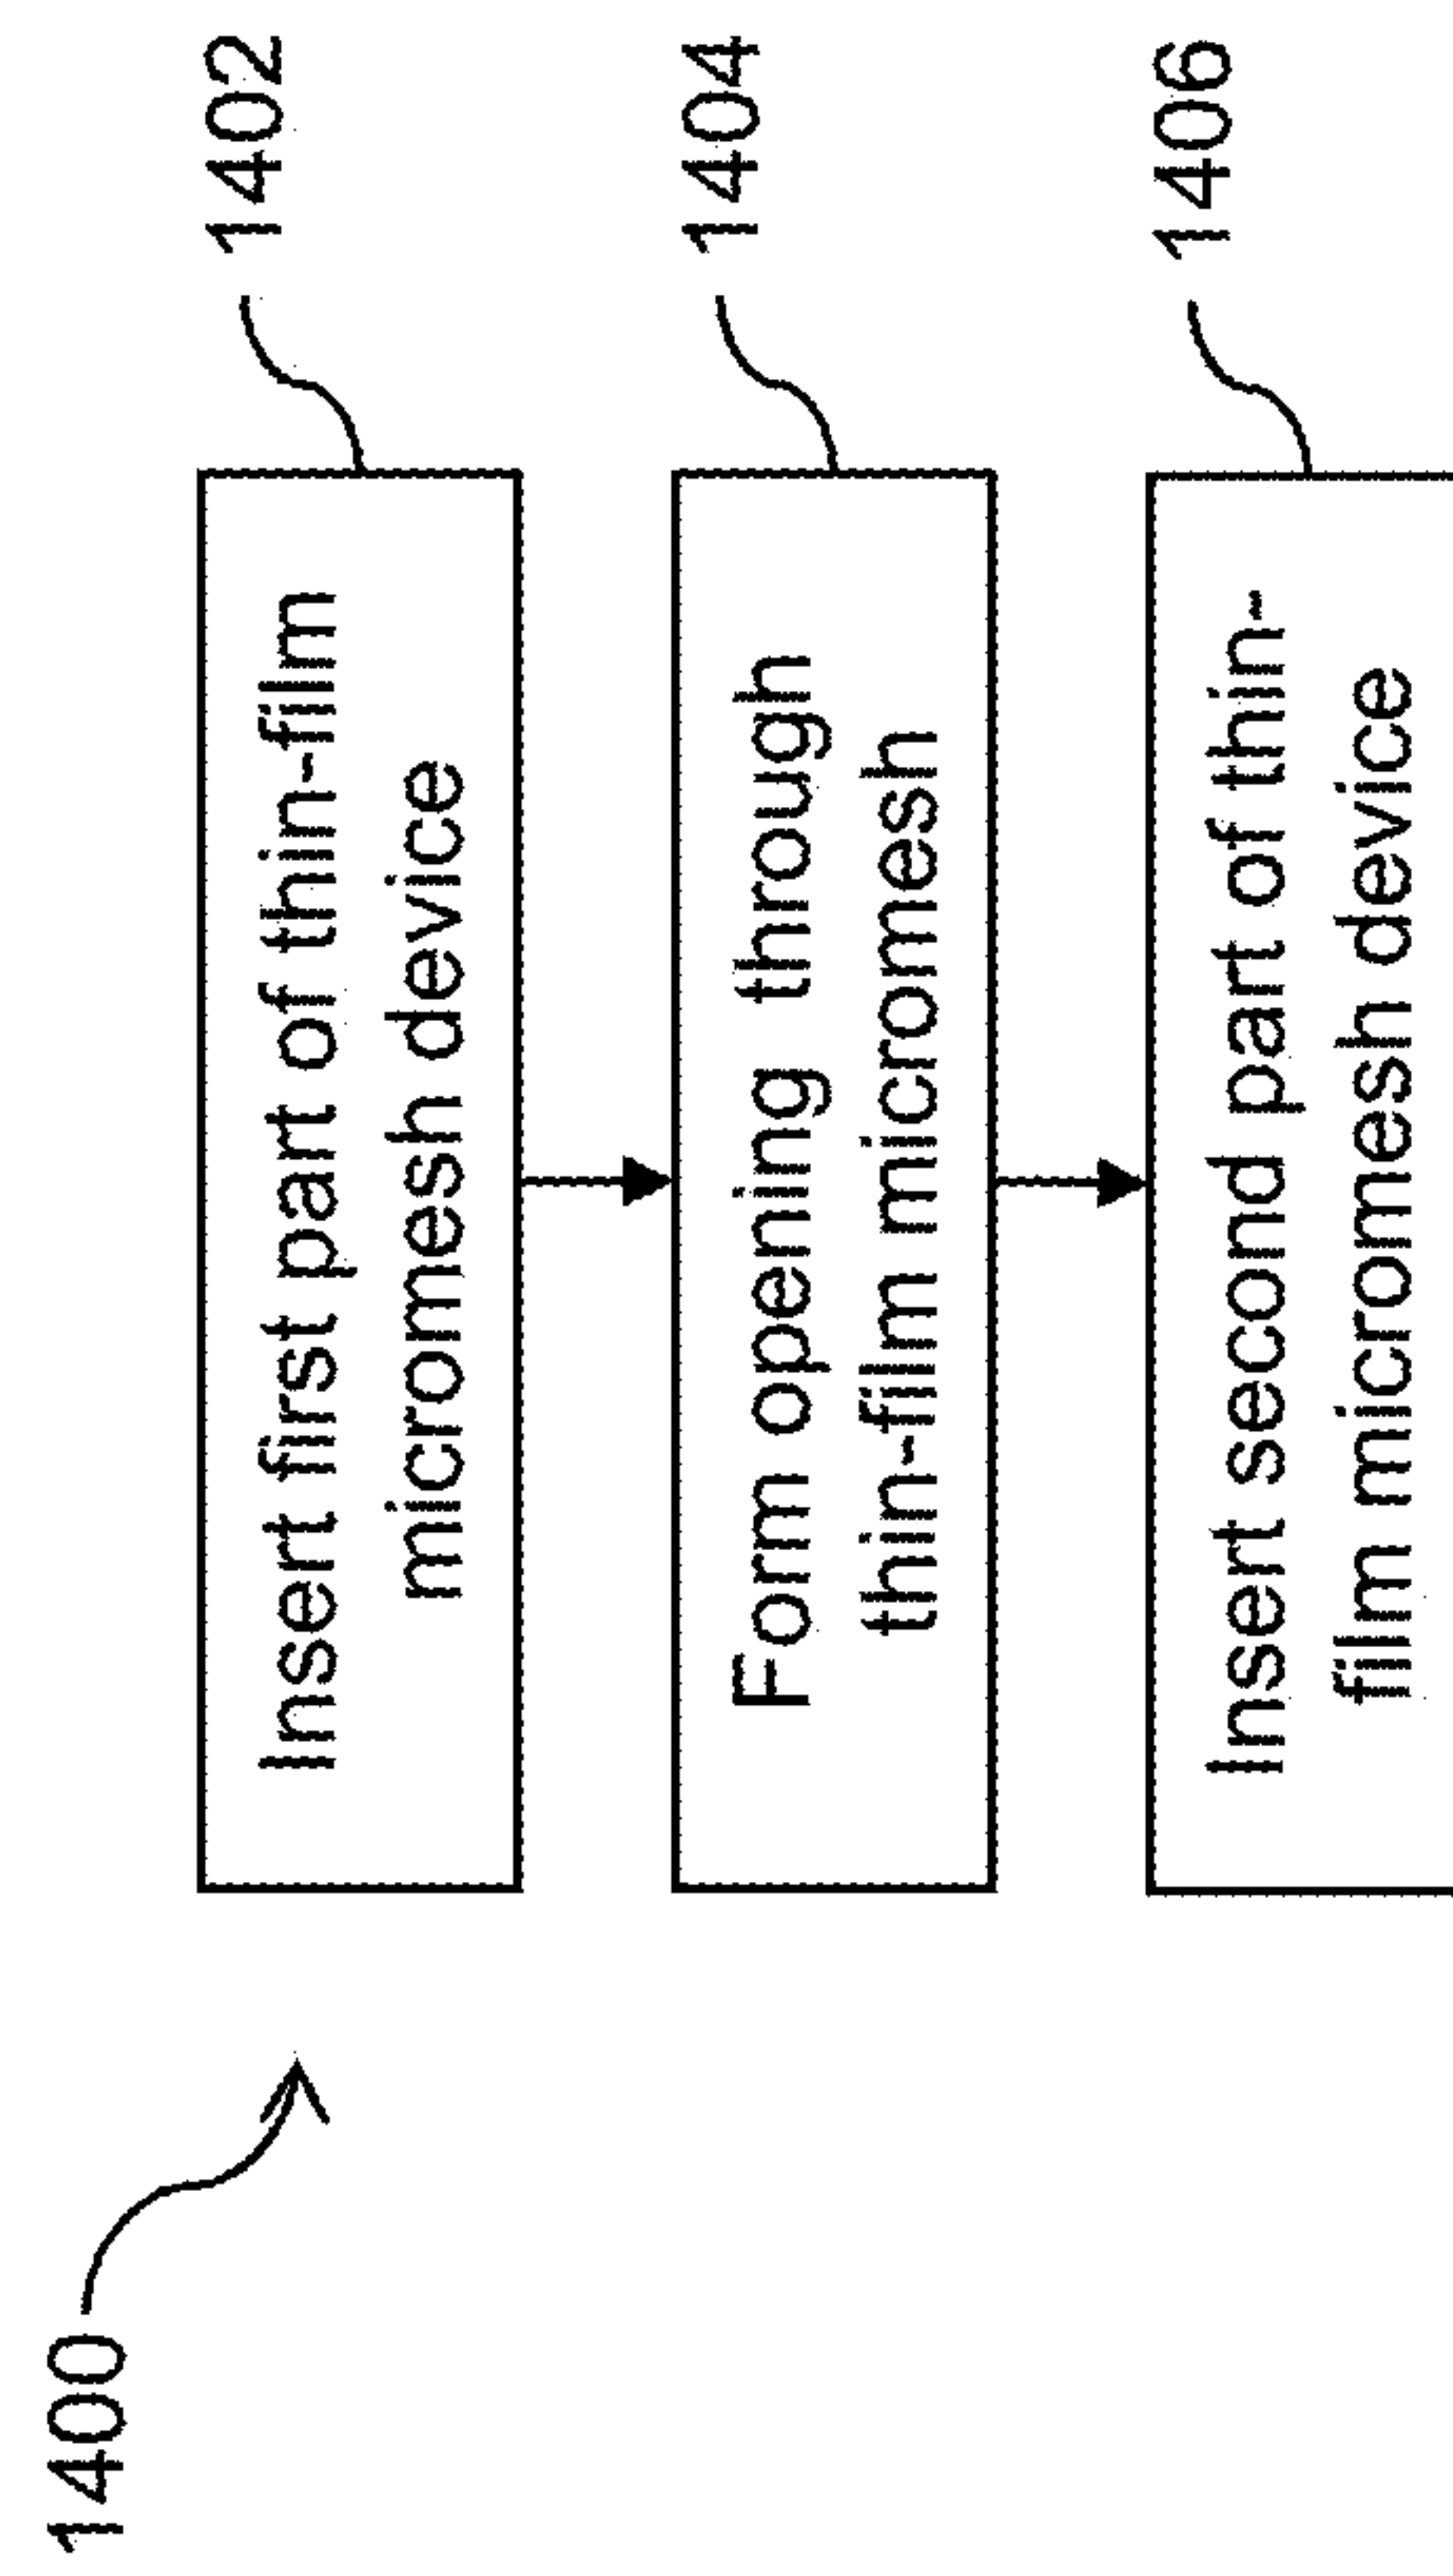 1400
Insert first part of thin-film
micromesh device
1402
Form opening through
thin-film micromesh
1404
Insert second part of thin-
film micromesh device
1406